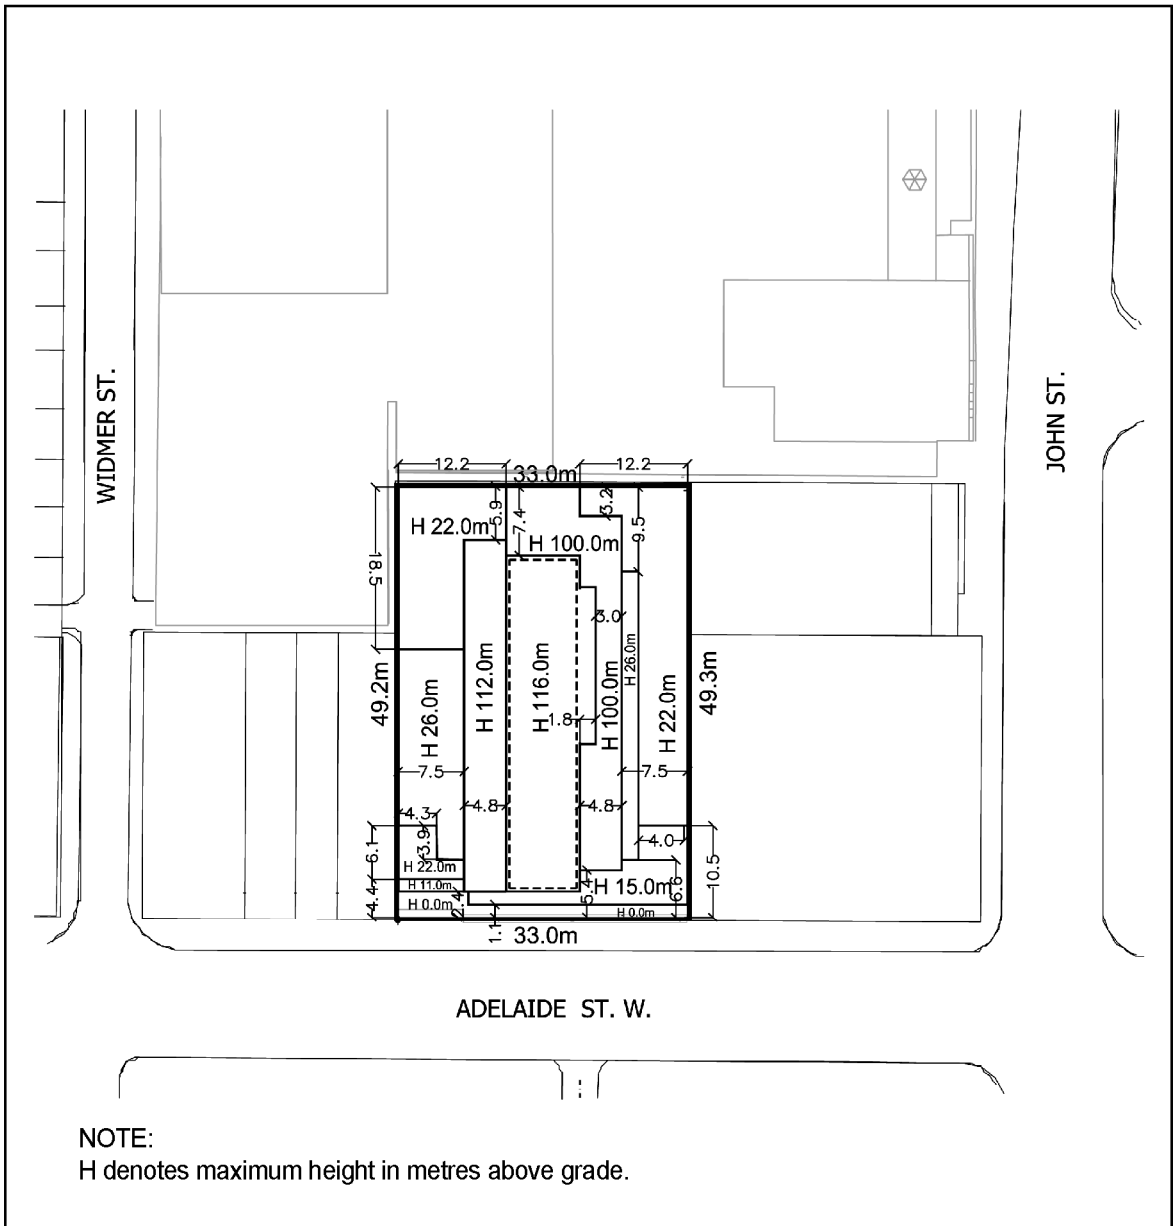 12.2
33.0m
12.2
5.9
7.4
3.2
9.5
H 22.0m
H 100.0m
18.5
WIDMER ST.
JOHN ST.
3.0
H 26.0m
49.2m
H 26.0m
H 112.0m
H 116.0m
1.8
H 100.0m
H 22.0m
49.3m
7.5
7.5
4.8
4.8
4.3
3.9
6.1
4.0
10.5
H 22.0m
H 11.0m
4.4
H 0.0m
2.4
5.4
H 15.0m
6.6
H 0.0m
1.1
33.0m
ADELAIDE ST. W.
NOTE:
H denotes maximum height in metres above grade.